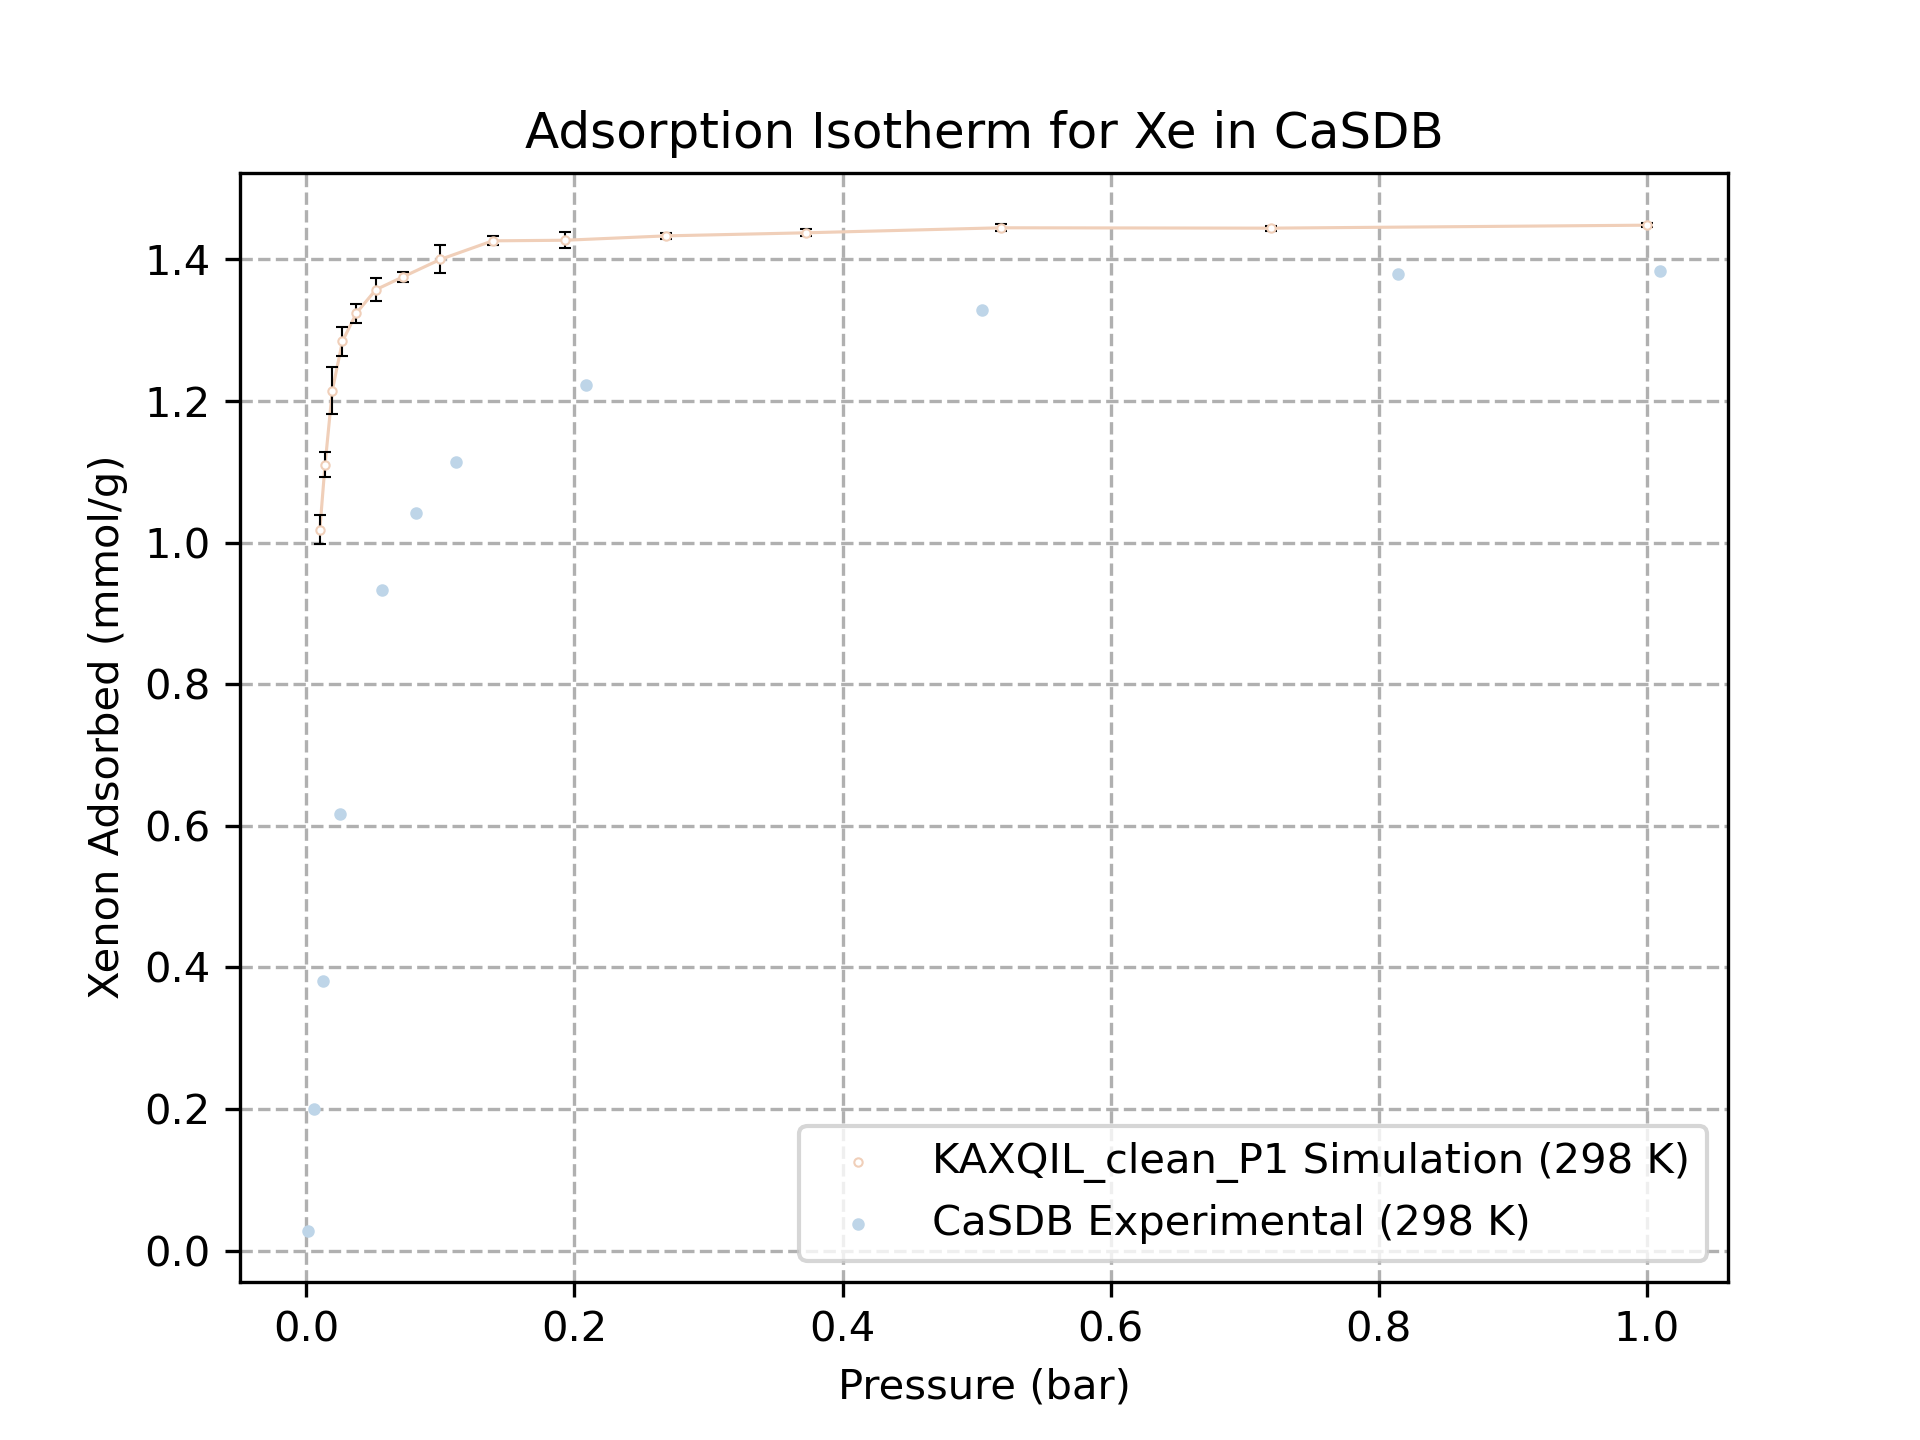 Adsorption Isotherm for Xe in CaSDB
Xenon Adsorbed (mmol/g)
1.4
1.2
1.0
0.8
0.6
0.4
0.2
0.0
KAXQIL_clean_P1 Simulation (298 K)
CaSDB Experimental (298 K)
0.0 0.2 0.4 0.6 0.8 1.0
Pressure (bar)